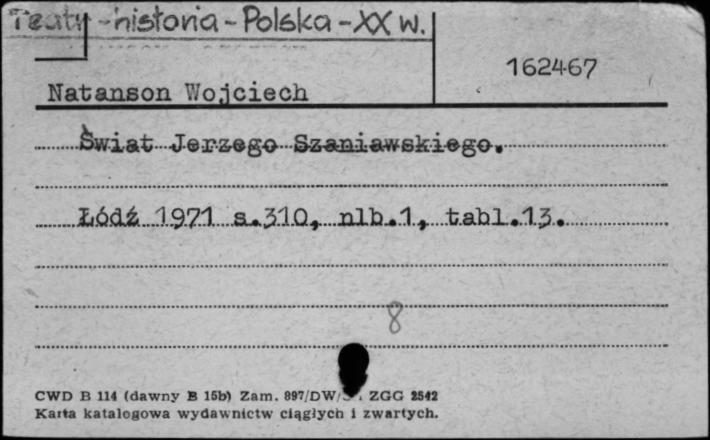 Teatr - historia - Polska - XX w.
162467
Natanson Wojciech
Świat Jerzego Szaniawskiego.
Łódź 1971 s.310, nlb.1, tabl.13.
8
CWD B 114 (dawny B 15b) Zam. 897/DW/ ZGG 2542
Karta katalogowa wydawnictw ciągłych i zwartych.